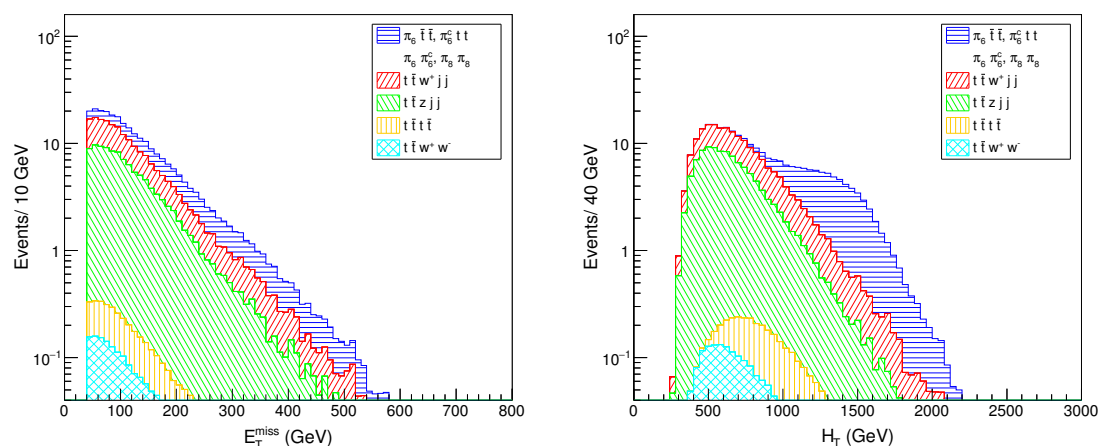 Events/ 10 GeV
10²
10
1
10⁻¹
π₆ t̄ t̄, π₆ᶜ t t
π₆ π₆ᶜ, π₈ π₈
t t̄ w⁺ j j
t t̄ z j j
t t̄ t t̄
t t̄ w⁺ w⁻
0 100 200 300 400 500 600 700 800
E_T^miss (GeV)
Events/ 40 GeV
10²
10
1
10⁻¹
π₆ t̄ t̄, π₆ᶜ t t
π₆ π₆ᶜ, π₈ π₈
t t̄ w⁺ j j
t t̄ z j j
t t̄ t t̄
t t̄ w⁺ w⁻
0 500 1000 1500 2000 2500 3000
H_T (GeV)